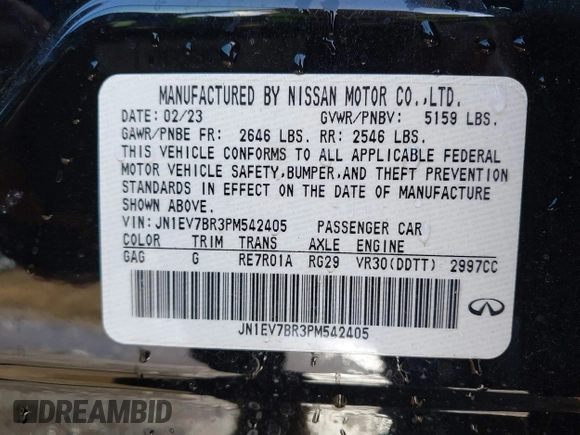 MANUFACTURED BY NISSAN MOTOR CO.,LTD.
DATE: 02/23 GVWR/PNBV: 5159 LBS.
GAWR/PNBE FR: 2646 LBS. RR: 2546 LBS.
THIS VEHICLE CONFORMS TO ALL APPLICABLE FEDERAL
MOTOR VEHICLE SAFETY,BUMPER,AND THEFT PREVENTION
STANDARDS IN EFFECT ON THE DATE OF MANUFACTURE
SHOWN ABOVE.
VIN: JN1EV7BR3PM542405 PASSENGER CAR
COLOR TRIM TRANS AXLE ENGINE
GAG G RE7R01A RG29 VR30(DDTT) 2997CC
JN1EV7BR3PM542405
DREAMBID